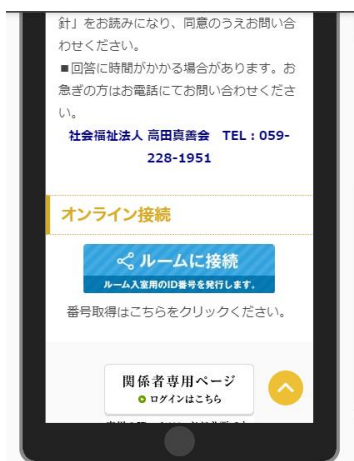 針」をお読みになり、同意のうえお問い合
わせください。
■回答に時間がかかる場合があります。お
急ぎの方はお電話にてお問い合わせくださ
い。
社会福祉法人 高田真善会 TEL：059-
228-1951
オンライン接続
ルームに接続
ルーム入室用のID番号を発行します。
番号取得はこちらをクリックください。
関係者専用ページ
ログインはこちら